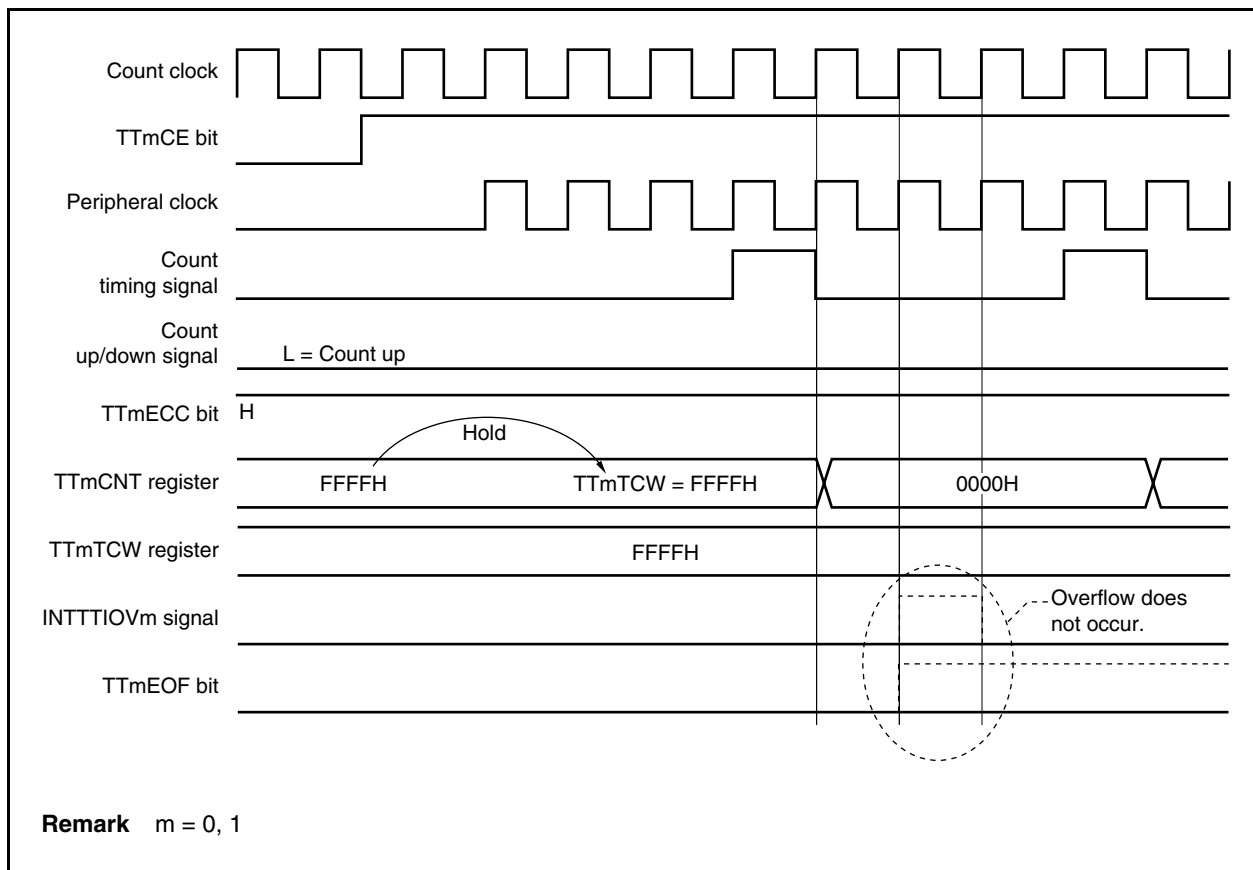 Count clock
TTmCE bit
Peripheral clock
Count
timing signal
Count
up/down signal
L = Count up
TTmECC bit
H
Hold
TTmCNT register
FFFFH
TTmTCW = FFFFH
0000H
TTmTCW register
FFFFH
INTTTIOVm signal
Overflow does
not occur.
TTmEOF bit
Remark m = 0, 1